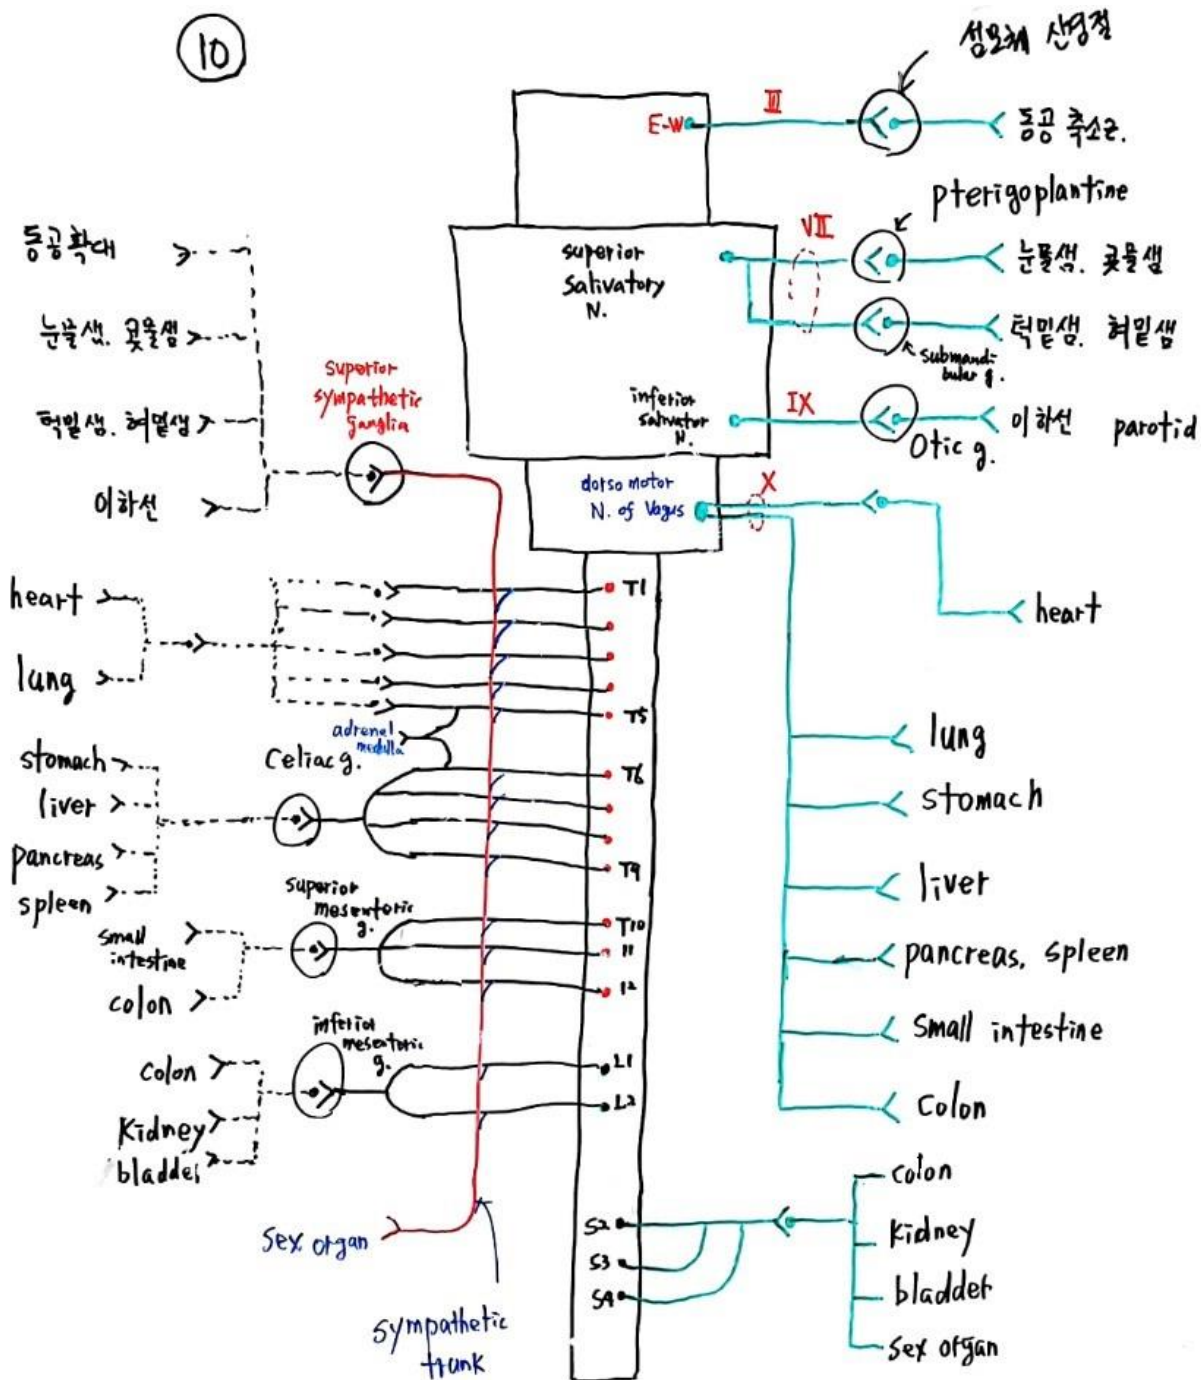 10
섬모체 신경절
E-W
III
동공 축소근.
pterigoplantine
VII
superior
salivatory
N.
눈물샘. 콧물샘
턱밑샘. 혀밑샘
submandi
bular g.
inferior
salivator
N.
IX
Otic g.
이하선 parotid
dorso motor
N. of Vagus
X
heart
lung
stomach
liver
pancreas. spleen
small intestine
colon
colon
kidney
bladder
sex organ
동공확대
눈물샘. 콧물샘
턱밑샘. 혀밑샘
이하선
superior
sympathetic
ganglia
heart
lung
T1
T5
adrenal
medulla
Celiac g.
stomach
liver
pancreas
spleen
T6
T9
superior
mesenteric
g.
small
intestine
colon
T10
11
12
inferior
mesenteric
g.
colon
Kidney
bladder
L1
L2
sex organ
sympathetic
trunk
S2
S3
S4